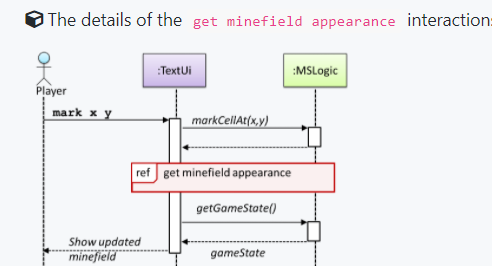 The details of the get minefield appearance interaction
:TextUi
:MSLogic
Player
mark x y
markCellAt(x,y)
ref
get minefield appearance
getGameState()
Show updated
minefield
gameState